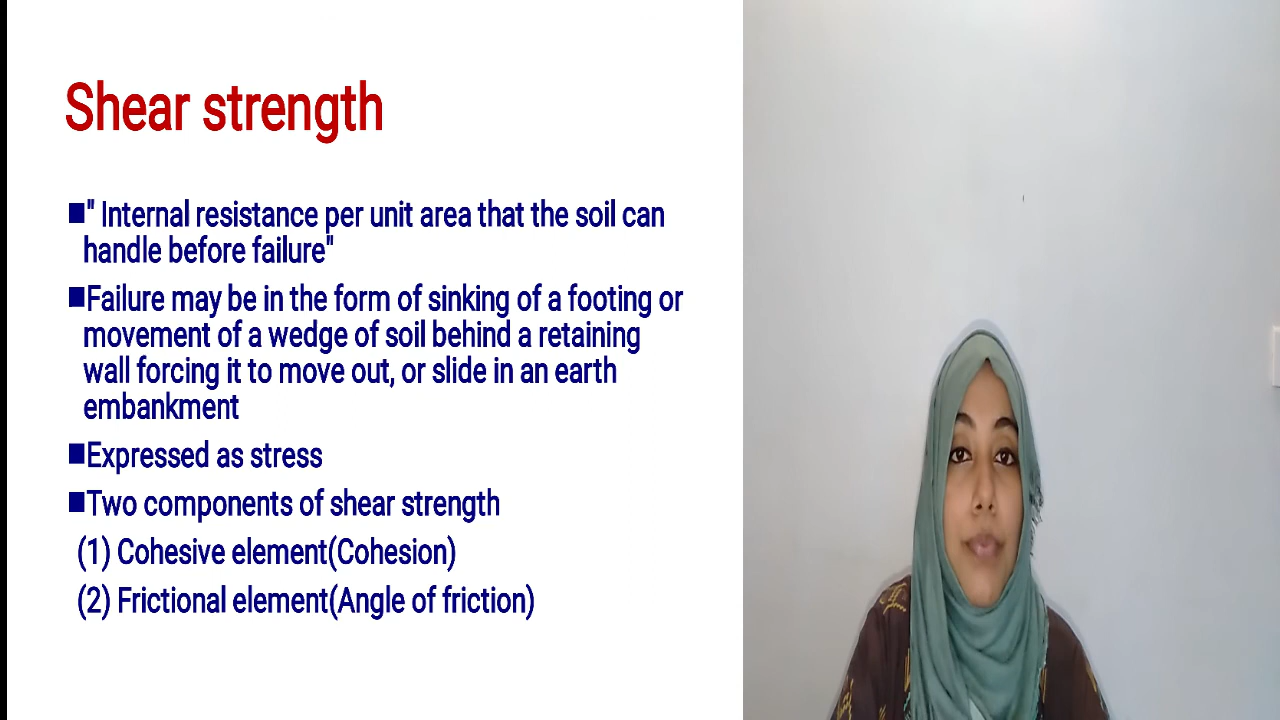 Shear strength
■" Internal resistance per unit area that the soil can
handle before failure"
■Failure may be in the form of sinking of a footing or
movement of a wedge of soil behind a retaining
wall forcing it to move out, or slide in an earth
embankment
■Expressed as stress
■Two components of shear strength
(1) Cohesive element(Cohesion)
(2) Frictional element(Angle of friction)